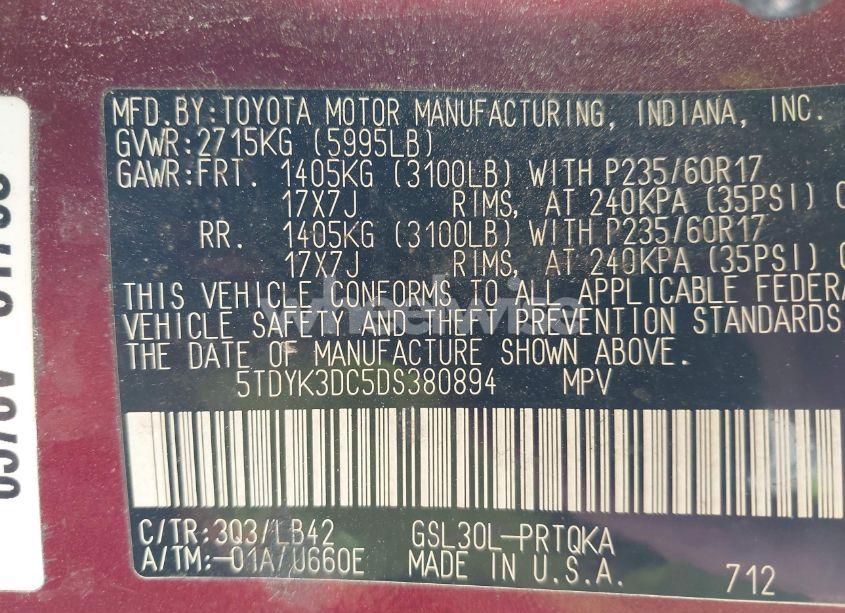 MFD.BY:TOYOTA MOTOR MANUFACTURING, INDIANA, INC.
GVWR:2715KG (5995LB)
GAWR:FRT. 1405KG (3100LB) WITH P235/60R17
17X7J RIMS, AT 240KPA (35PSI)
RR. 1405KG (3100LB) WITH P235/60R17
17X7J RIMS, AT 240KPA (35PSI)
THIS VEHICLE CONFORMS TO ALL APPLICABLE FEDERA
VEHICLE SAFETY AND THEFT PREVENTION STANDARDS
THE DATE OF MANUFACTURE SHOWN ABOVE.
5TDYK3DC5DS380894 MPV
C/TR:3Q3/LB42 GSL30L-PRTQKA
A/TM:-01A/U660E MADE IN U.S.A. 712
wheelwise